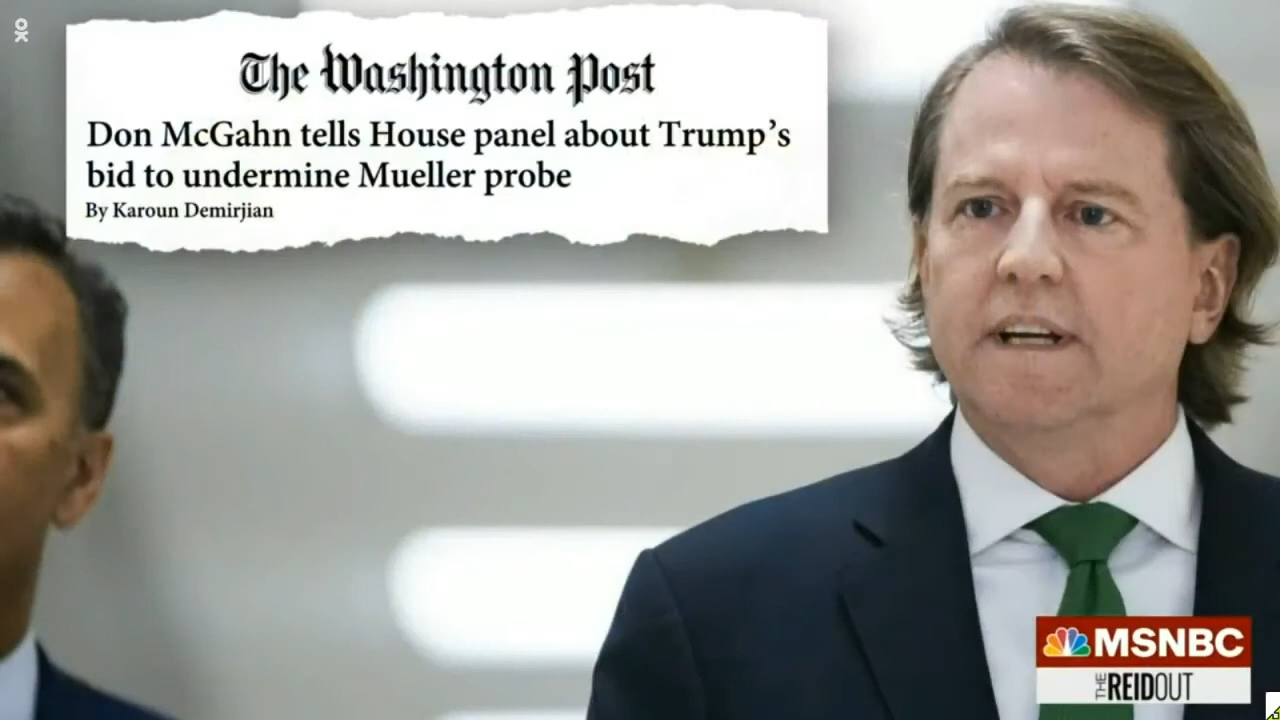 The Washington Post
Don McGahn tells House panel about Trump's
bid to undermine Mueller probe
By Karoun Demirjian
MSNBC
THE REIDOUT